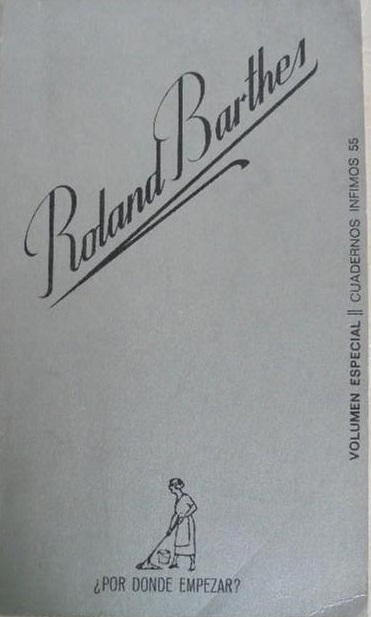 Roland Barthes
VOLUMEN ESPECIAL || CUADERNOS INFIMOS 55
¿POR DONDE EMPEZAR?